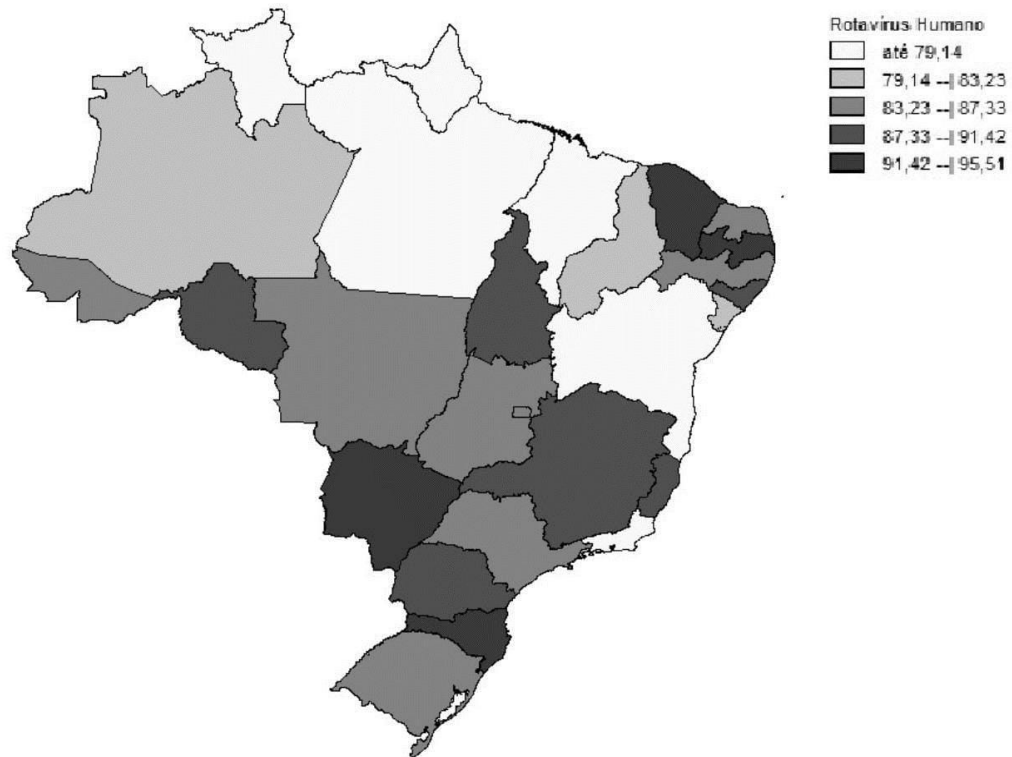 Rotavírus Humano
até 79,14
79,14 --| 83,23
83,23 --| 87,33
87,33 --| 91,42
91,42 --| 95,51